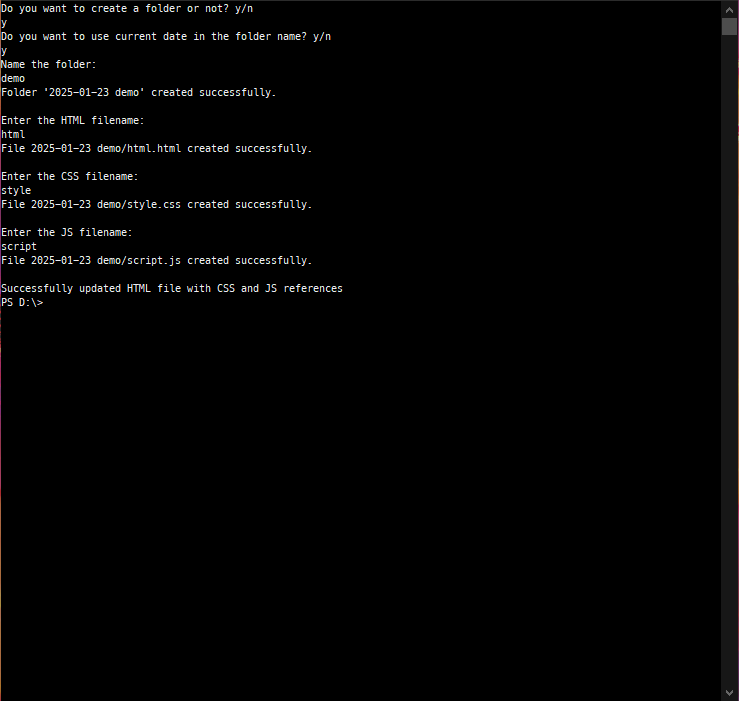 Do you want to create a folder or not? y/n
y
Do you want to use current date in the folder name? y/n
y
Name the folder:
demo
Folder '2025-01-23 demo' created successfully.
Enter the HTML filename:
html
File 2025-01-23 demo/html.html created successfully.
Enter the CSS filename:
style
File 2025-01-23 demo/style.css created successfully.
Enter the JS filename:
script
File 2025-01-23 demo/script.js created successfully.
Successfully updated HTML file with CSS and JS references
PS D:\>